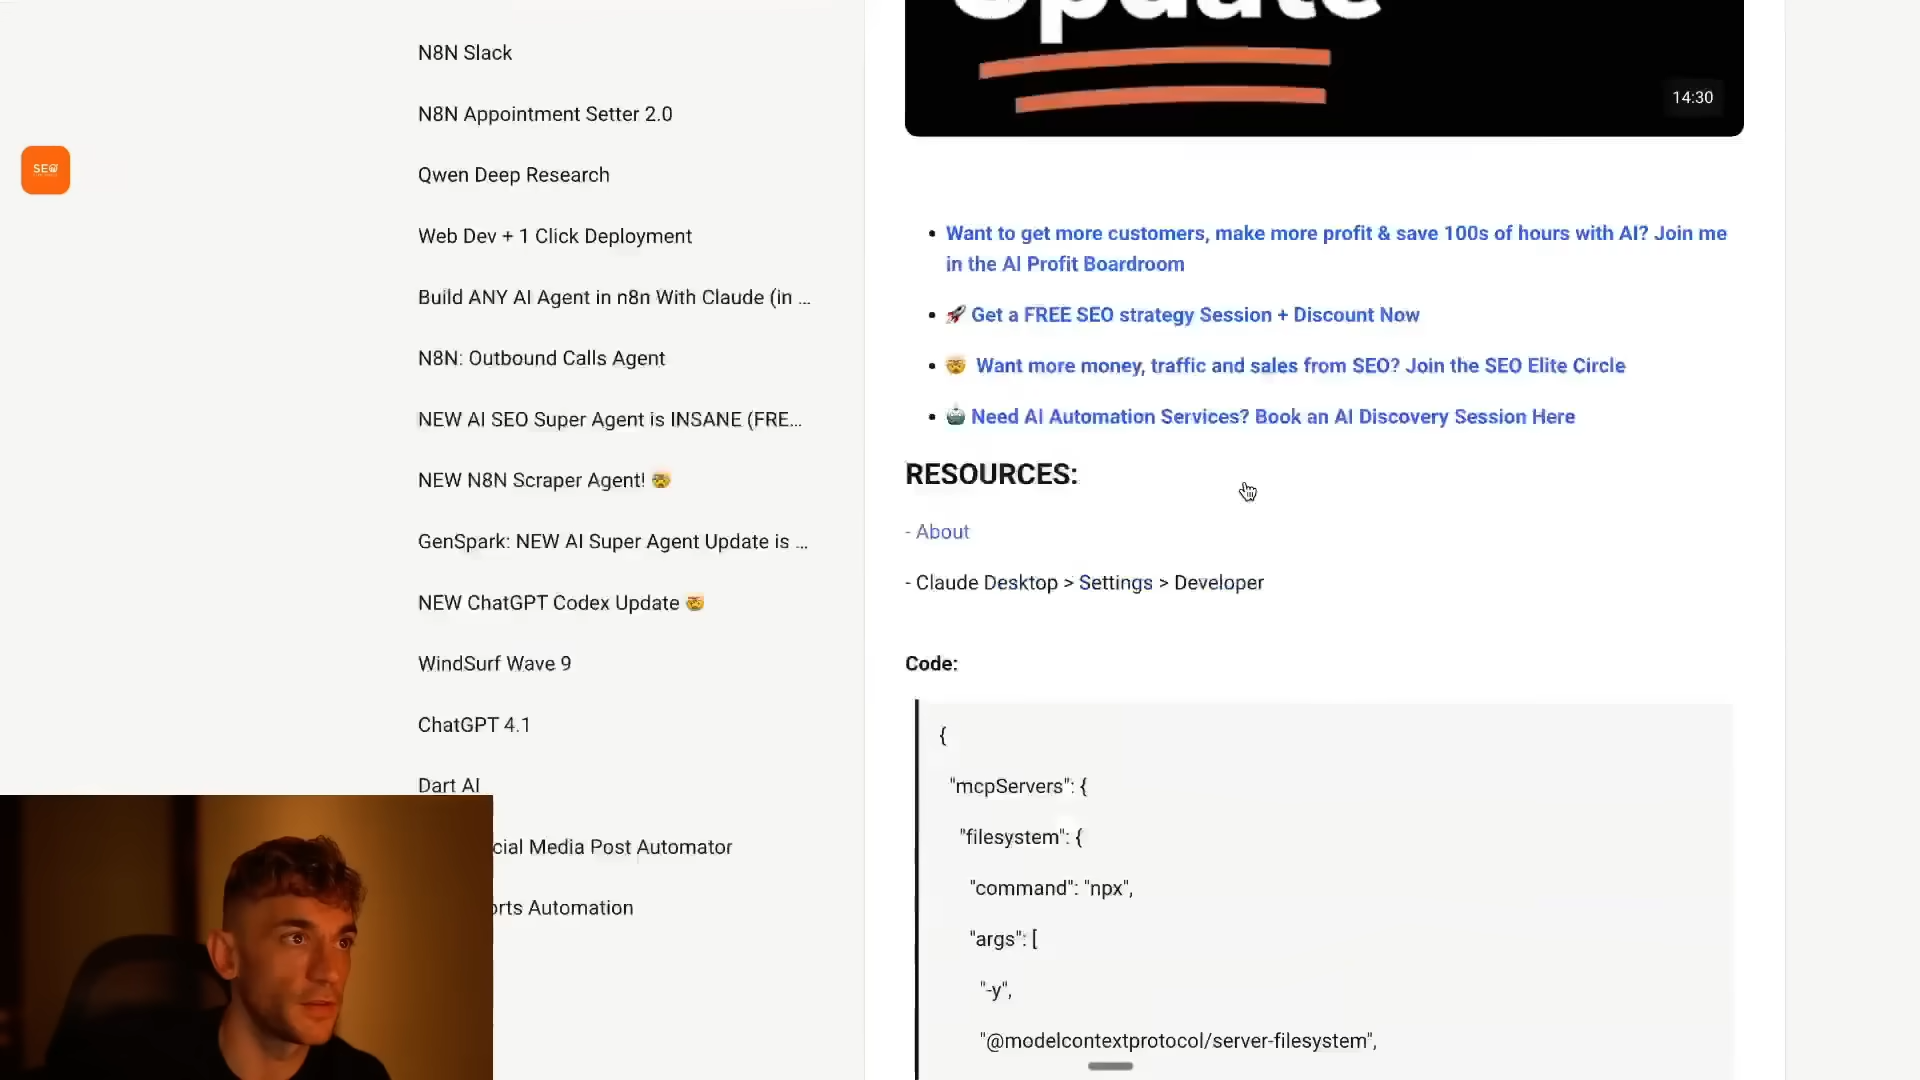 N8N Slack
N8N Appointment Setter 2.0
SEO
Qwen Deep Research
Web Dev + 1 Click Deployment
Build ANY AI Agent in n8n With Claude (in ...
N8N: Outbound Calls Agent
NEW AI SEO Super Agent is INSANE (FRE...
NEW N8N Scraper Agent! 🤯
GenSpark: NEW AI Super Agent Update is ...
NEW ChatGPT Codex Update 🤯
WindSurf Wave 9
ChatGPT 4.1
Dart AI
cial Media Post Automator
orts Automation
Update
14:30
• Want to get more customers, make more profit & save 100s of hours with AI? Join me
in the AI Profit Boardroom
• 🚀 Get a FREE SEO strategy Session + Discount Now
• 🤯 Want more money, traffic and sales from SEO? Join the SEO Elite Circle
• 🤖 Need AI Automation Services? Book an AI Discovery Session Here
RESOURCES:
- About
- Claude Desktop > Settings > Developer
Code:
{
"mcpServers": {
"filesystem": {
"command": "npx",
"args": [
"-y",
"@modelcontextprotocol/server-filesystem",